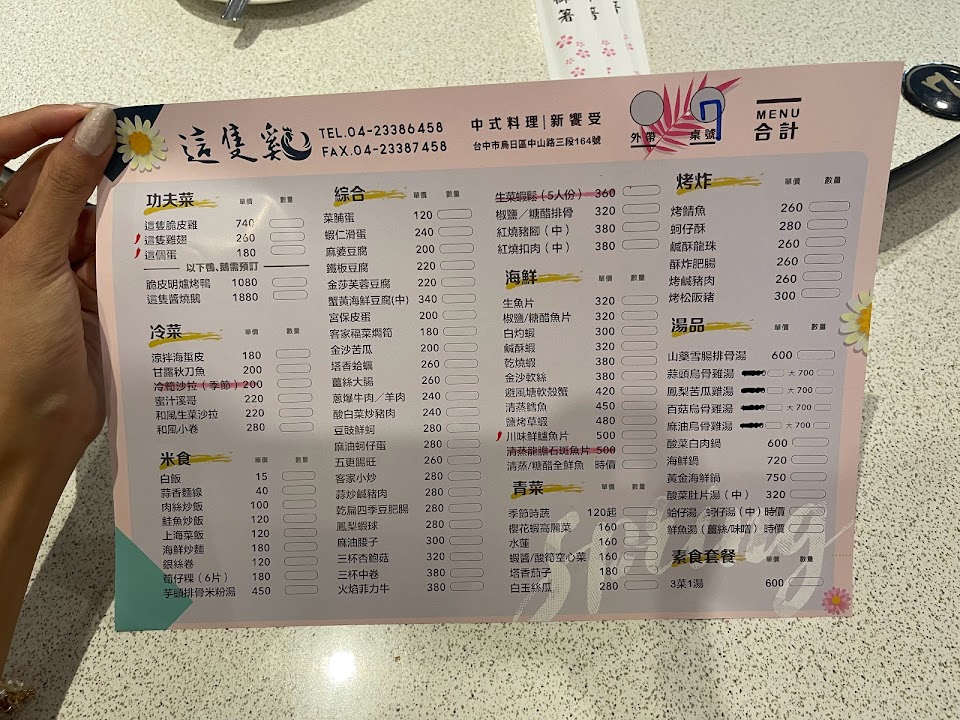 這隻雞
TEL.04-23386458
FAX.04-23387458
中式料理|新饗受
台中市烏日區中山路三段164號
外帶
桌號
7
MENU
合計
功夫菜 單價 數量
這隻脆皮雞 740
這隻雞翅 260
這個蛋 180
以下鴨、鵝需預訂
脆皮明爐烤鴨 1080
這隻醬燒鵝 1880
冷菜 單價 數量
涼拌海蜇皮 180
甘露秋刀魚 200
冷筍沙拉(季節) 200
蜜汁溪哥 220
和風生菜沙拉 220
和風小卷 280
米食 單價 數量
白飯 15
蒜香麵線 40
肉絲炒飯 100
鮭魚炒飯 120
上海菜飯 120
海鮮炒麵 180
銀絲卷 120
筍仔粿(6片) 180
芋頭排骨米粉湯 450
綜合 單價 數量
菜脯蛋 120
蝦仁滑蛋 240
麻婆豆腐 200
鐵板豆腐 220
金莎芙蓉豆腐 220
蟹黃海鮮豆腐(中) 340
宮保皮蛋 200
客家福菜燜筍 180
金沙苦瓜 200
塔香蛤蠣 260
薑絲大腸 260
蔥爆牛肉/羊肉 240
酸白菜炒豬肉 240
豆豉鮮蚵 280
麻油蚵仔蛋 280
五更腸旺 260
客家小炒 280
蒜炒鹹豬肉 280
乾扁四季豆肥腸 280
鳳梨蝦球 280
麻油腰子 300
三杯杏鮑菇 320
三杯中卷 380
火焰菲力牛 380
生菜蝦鬆(5人份) 360
椒鹽/糖醋排骨 320
紅燒豬腳(中) 380
紅燒扣肉(中) 380
海鮮 單價 數量
生魚片 320
椒鹽/糖醋魚片 320
白灼蝦 300
鹹酥蝦 320
乾燒蝦 380
金沙軟絲 380
避風塘軟殼蟹 420
清蒸鱈魚 450
鹽烤草蝦 480
川味鮮鱸魚片 500
清蒸龍膽石斑魚片 500
清蒸/糖醋全鮮魚 時價
青菜 單價 數量
季節時蔬 120起
櫻花蝦高麗菜 160
水蓮 160
蝦醬/酸筍空心菜 160
塔香茄子 180
白玉絲瓜 280
烤炸 單價 數量
烤鯖魚 260
蚵仔酥 280
鹹酥龍珠 260
酥炸肥腸 260
烤鹹豬肉 260
烤松阪豬 300
湯品 單價 數量
山藥雪腸排骨湯 600
蒜頭烏骨雞湯 大 700
鳳梨苦瓜雞湯 大 700
百菇烏骨雞湯 大 700
麻油烏骨雞湯 大 700
酸菜白肉鍋 600
海鮮鍋 720
黃金海鮮鍋 750
酸菜肚片湯(中) 320
蛤仔湯、蚵仔湯(中) 時價
鮮魚湯(薑絲/味噌) 時價
素食套餐 單價 數量
3菜1湯 600
Spring